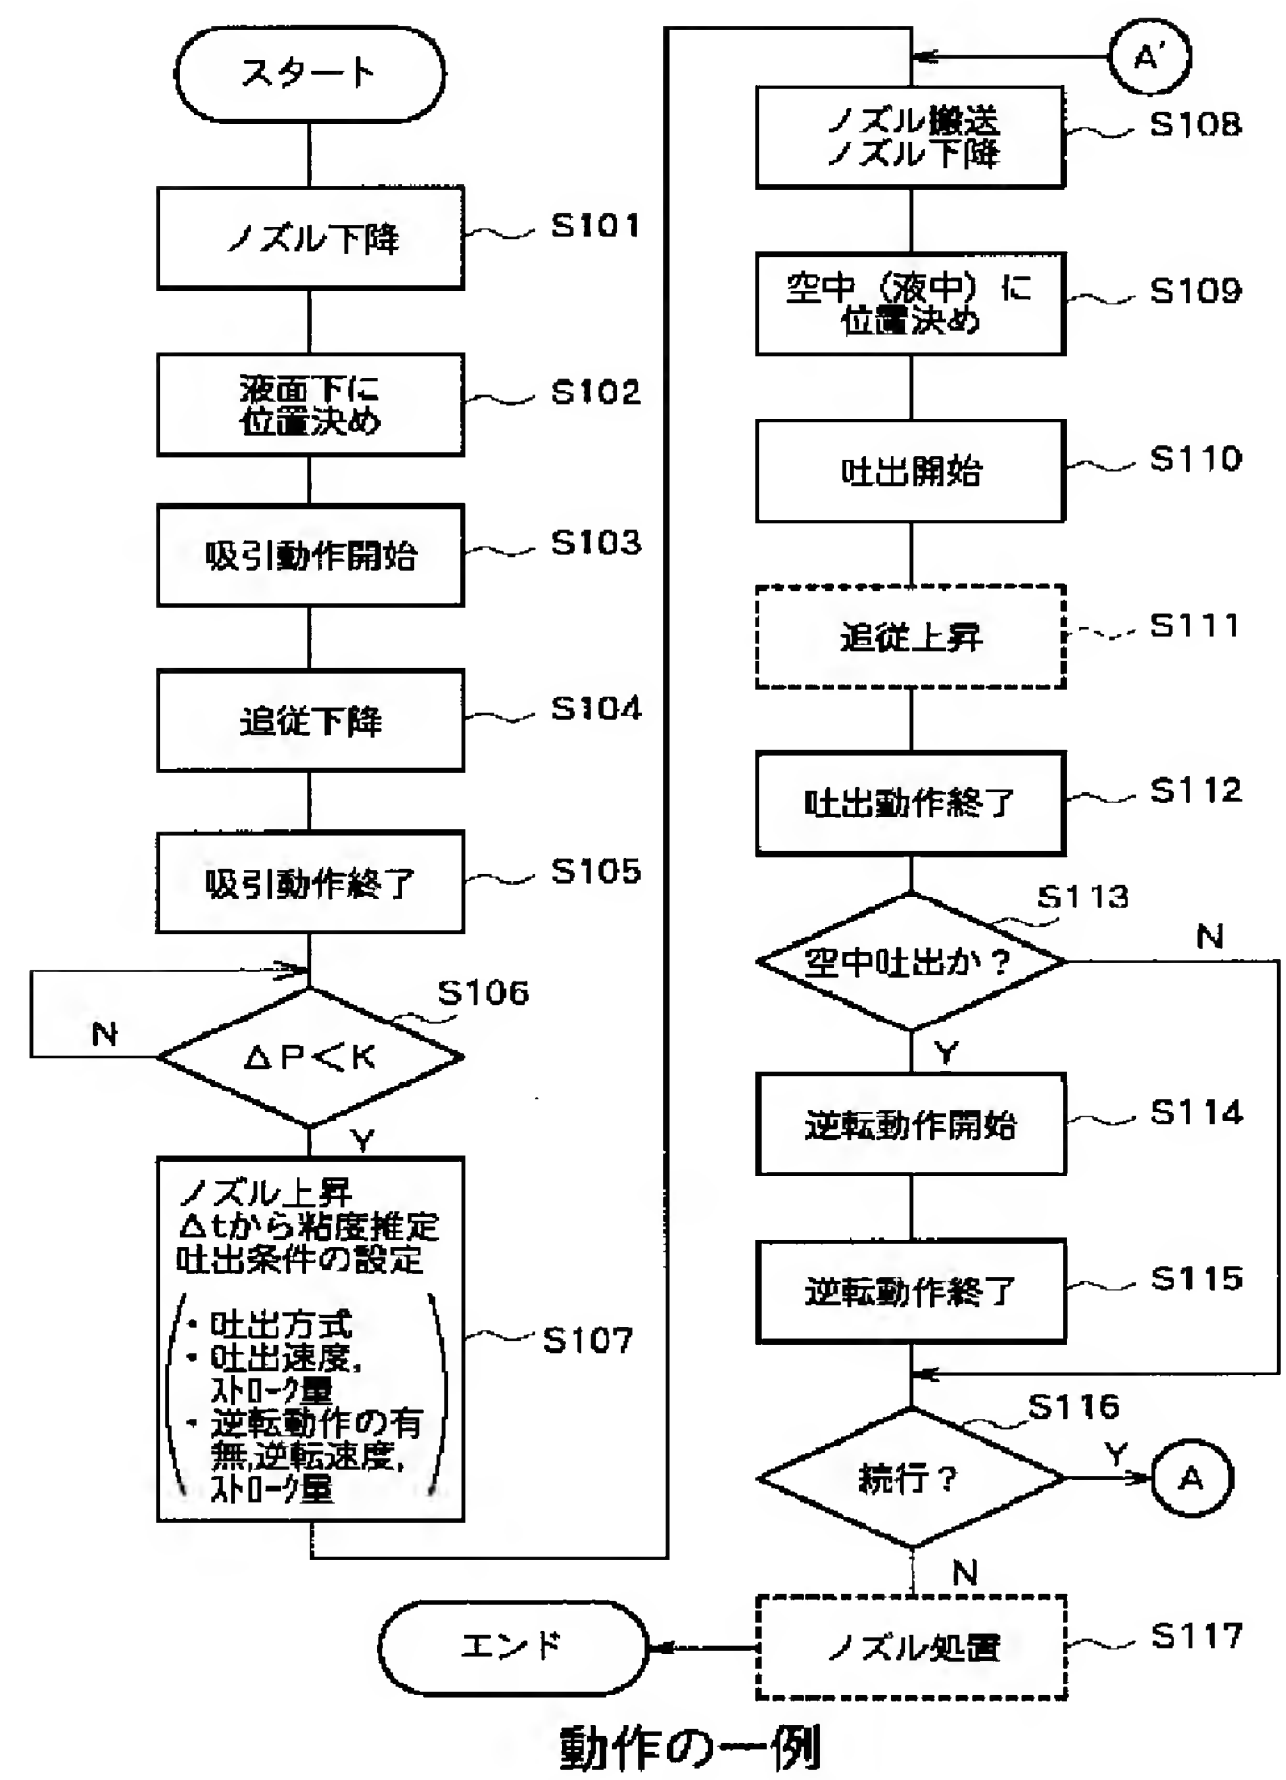 スタート
ノズル下降
S101
液面下に
位置決め
S102
吸引動作開始
S103
追従下降
S104
吸引動作終了
S105
S106
N
ΔP<K
Y
ノズル上昇
Δtから粘度推定
吐出条件の設定
・吐出方式
・吐出速度,
ストローク量
・逆転動作の有
無,逆転速度,
ストローク量
S107
A'
ノズル搬送
ノズル下降
S108
空中(液中)に
位置決め
S109
吐出開始
S110
追従上昇
S111
吐出動作終了
S112
S113
空中吐出か?
N
Y
逆転動作開始
S114
逆転動作終了
S115
S116
続行?
Y
A
N
ノズル処置
S117
エンド
動作の一例